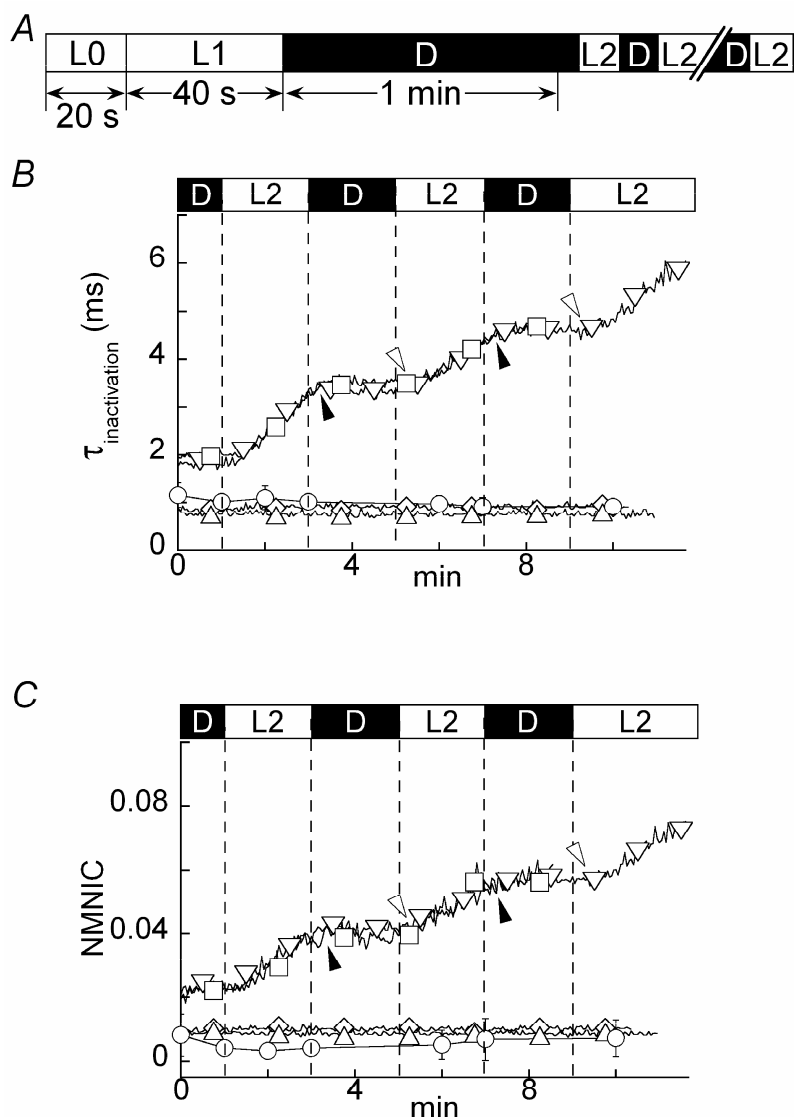 A
L0 L1 D L2 D L2 D L2
20 s 40 s 1 min
B
D L2 D L2 D L2
τ inactivation (ms)
6
4
2
0
0 4 8
min
C
D L2 D L2 D L2
NMNIC
0.08
0.04
0
0 4 8
min